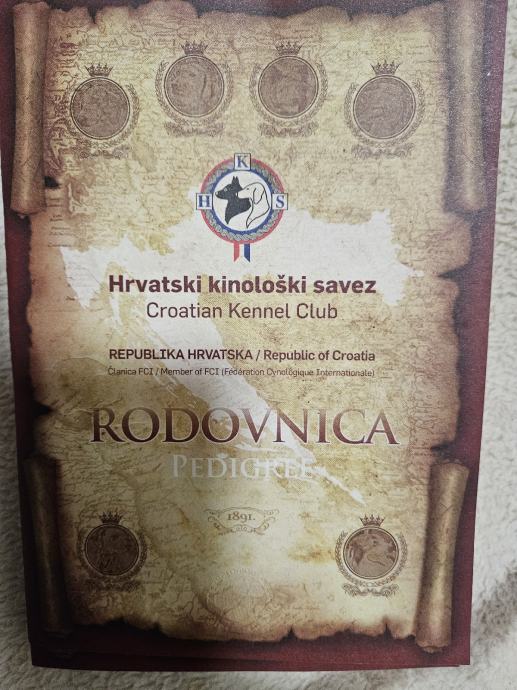 K
H S
Hrvatski kinološki savez
Croatian Kennel Club
REPUBLIKA HRVATSKA / Republic of Croatia
Članica FCI / Member of FCI (Fédération Cynologique Internationale)
RODOVNICA
PEDIGREE
1891.